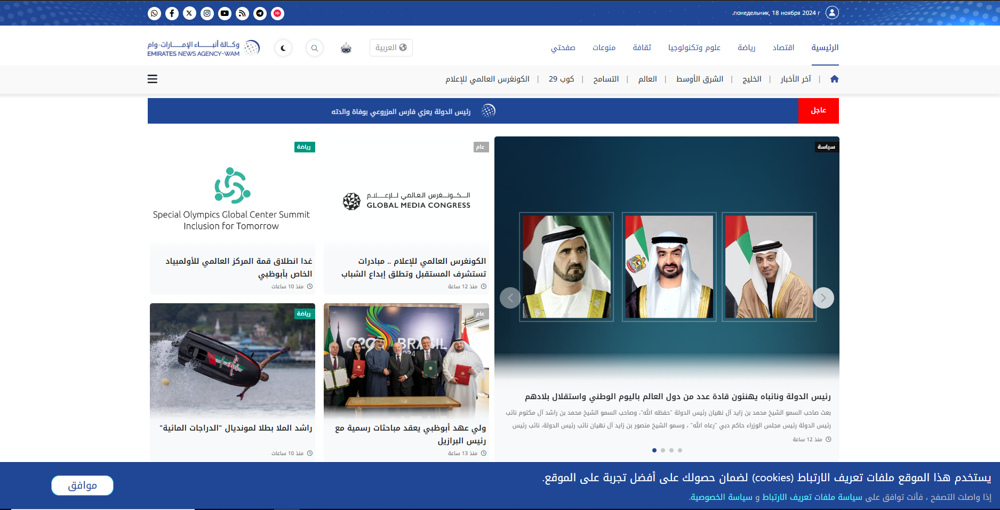 понедельник, 18 ноября 2024 г.
وكالة أنباء الإمارات-وام
EMIRATES NEWS AGENCY-WAM
العربية
الرئيسية
اقتصاد
رياضة
علوم وتكنولوجيا
ثقافة
منوعات
صفحتي
آخر الأخبار | الخليج | الشرق الأوسط | العالم | التسامح | كوب 29 | الكونغرس العالمي للإعلام
عاجل
رئيس الدولة يعزي فارس المزروعي بوفاة والدته
سياسة
رئيس الدولة ونائباه يهنئون قادة عدد من دول العالم باليوم الوطني واستقلال بلادهم
بعث صاحب السمو الشيخ محمد بن زايد آل نهيان رئيس الدولة "حفظه الله"، وصاحب السمو الشيخ محمد بن راشد آل مكتوم نائب
رئيس الدولة رئيس مجلس الوزراء حاكم دبي "رعاه الله" ، وسمو الشيخ منصور بن زايد آل نهيان نائب رئيس الدولة، نائب رئيس
منذ 12 ساعة
عام
الكونغرس العالمي للإعلام
GLOBAL MEDIA CONGRESS
الكونغرس العالمي للإعلام .. مبادرات
تستشرف المستقبل وتطلق إبداع الشباب
منذ 12 ساعة
رياضة
Special Olympics Global Center Summit
Inclusion for Tomorrow
غدا انطلاق قمة المركز العالمي للأولمبياد
الخاص بأبوظبي
منذ 10 ساعات
عام
G20 BRASIL
2024
ولي عهد أبوظبي يعقد مباحثات رسمية مع
رئيس البرازيل
منذ 13 ساعة
رياضة
راشد الملا بطلا لمونديال "الدراجات المائية"
منذ 10 ساعات
يستخدم هذا الموقع ملفات تعريف الارتباط (cookies) لضمان حصولك على أفضل تجربة على الموقع.
إذا واصلت التصفح ، فأنت توافق على سياسة ملفات تعريف الارتباط و سياسة الخصوصية.
موافق